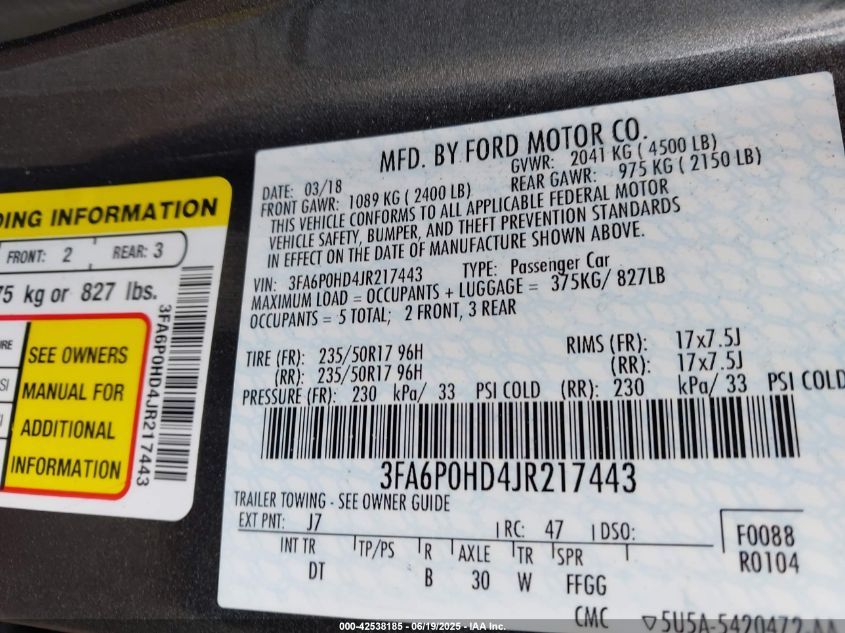 DING INFORMATION
FRONT: 2 REAR: 3
75 kg or 827 lbs.
SEE OWNERS
MANUAL FOR
ADDITIONAL
INFORMATION
3FA6P0HD4JR217443
MFD. BY FORD MOTOR CO.
DATE: 03/18 GVWR: 2041 KG ( 4500 LB)
FRONT GAWR: 1089 KG ( 2400 LB) REAR GAWR: 975 KG ( 2150 LB)
THIS VEHICLE CONFORMS TO ALL APPLICABLE FEDERAL MOTOR
VEHICLE SAFETY, BUMPER, AND THEFT PREVENTION STANDARDS
IN EFFECT ON THE DATE OF MANUFACTURE SHOWN ABOVE.
VIN: 3FA6P0HD4JR217443 TYPE: Passenger Car
MAXIMUM LOAD = OCCUPANTS + LUGGAGE = 375KG/ 827LB
OCCUPANTS = 5 TOTAL; 2 FRONT, 3 REAR
TIRE (FR): 235/50R17 96H RIMS (FR): 17x7.5J
(RR): 235/50R17 96H (RR): 17x7.5J
PRESSURE (FR): 230 kPa/ 33 PSI COLD (RR): 230 kPa/ 33 PSI COLD
3FA6P0HD4JR217443
TRAILER TOWING - SEE OWNER GUIDE
EXT PNT: J7 RC: 47 DSO: F0088
INT TR TP/PS R AXLE TR SPR R0104
DT B 30 W FFGG
CMC 5U5A-5420472-AA
000-42538185 - 06/19/2025 - IAA Inc.